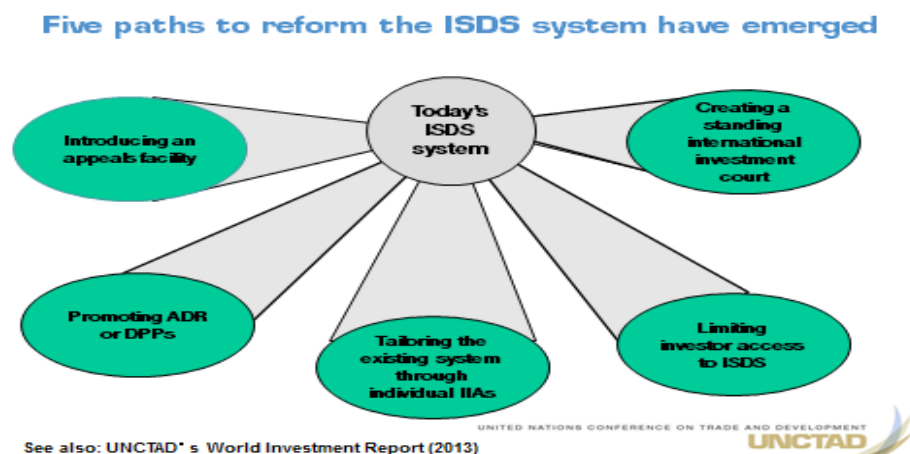 Five paths to reform the ISDS system have emerged
Today's
ISDS
system
Introducing an
appeals facility
Creating a
standing
international
investment
court
Promoting ADR
or DPPs
Tailoring the
existing system
through
individual IIAs
Limiting
investor access
to ISDS
UNITED NATIONS CONFERENCE ON TRADE AND DEVELOPMENT
UNCTAD
See also: UNCTAD's World Investment Report (2013)